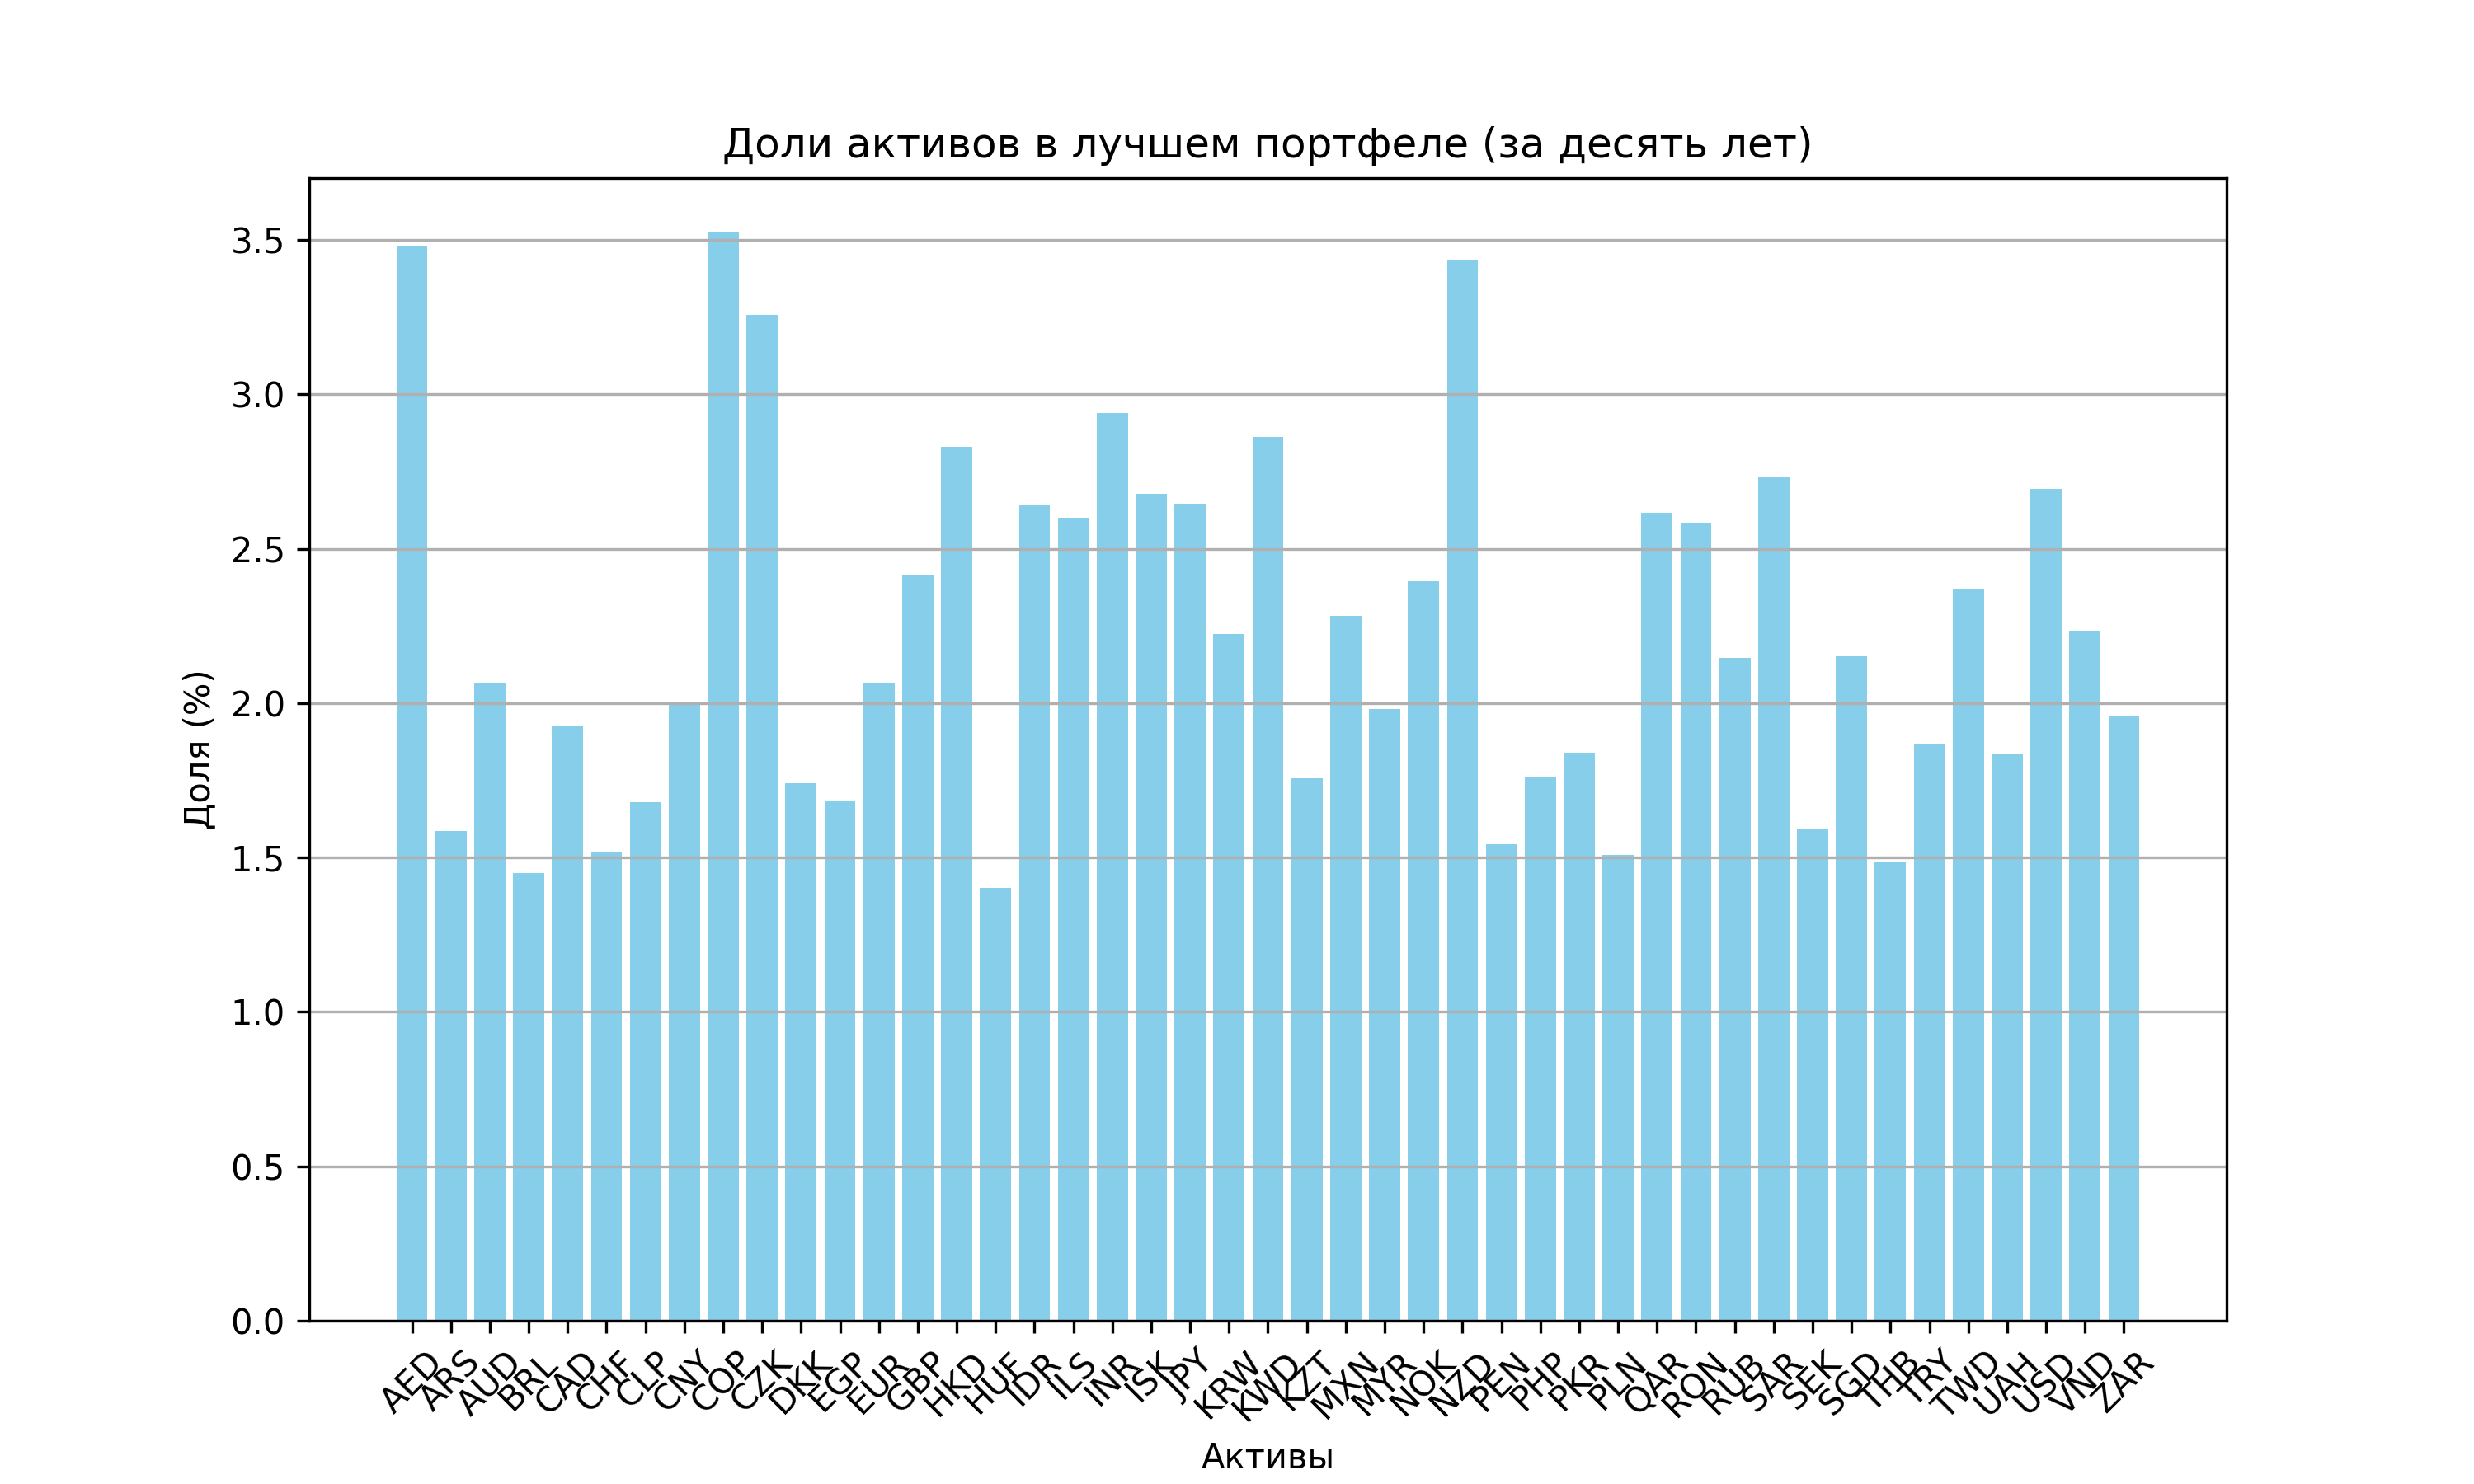 Доли активов в лучшем портфеле (за десять лет)
Доля (%)
3.5
3.0
2.5
2.0
1.5
1.0
0.5
0.0
AED ARS AUD BRL CAD CHF CLP CNY COP CZK DKK EGP EUR GBP HKD HUF IDR ILS INR ISK JPY KRW KWD KZT MXN MYR NOK NZD PEN PHP PKR PLN QAR RON RUB SAR SEK SGD THB TRY TWD UAH USD VND ZAR
Активы